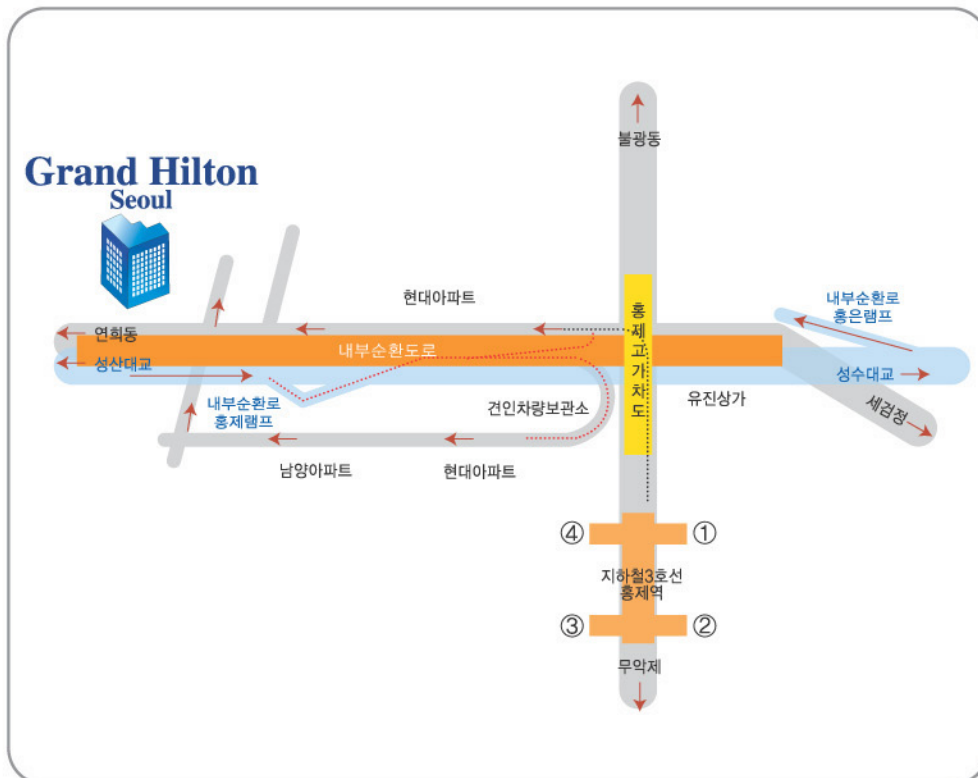 불광동
Grand Hilton
Seoul
현대아파트
내부순환로
홍은램프
연희동
내부순환도로
홍제고가차도
성산대교
성수대교
내부순환로
홍제램프
견인차량보관소
유진상가
세검정
남양아파트
현대아파트
④
①
지하철3호선
홍제역
③
②
무악제